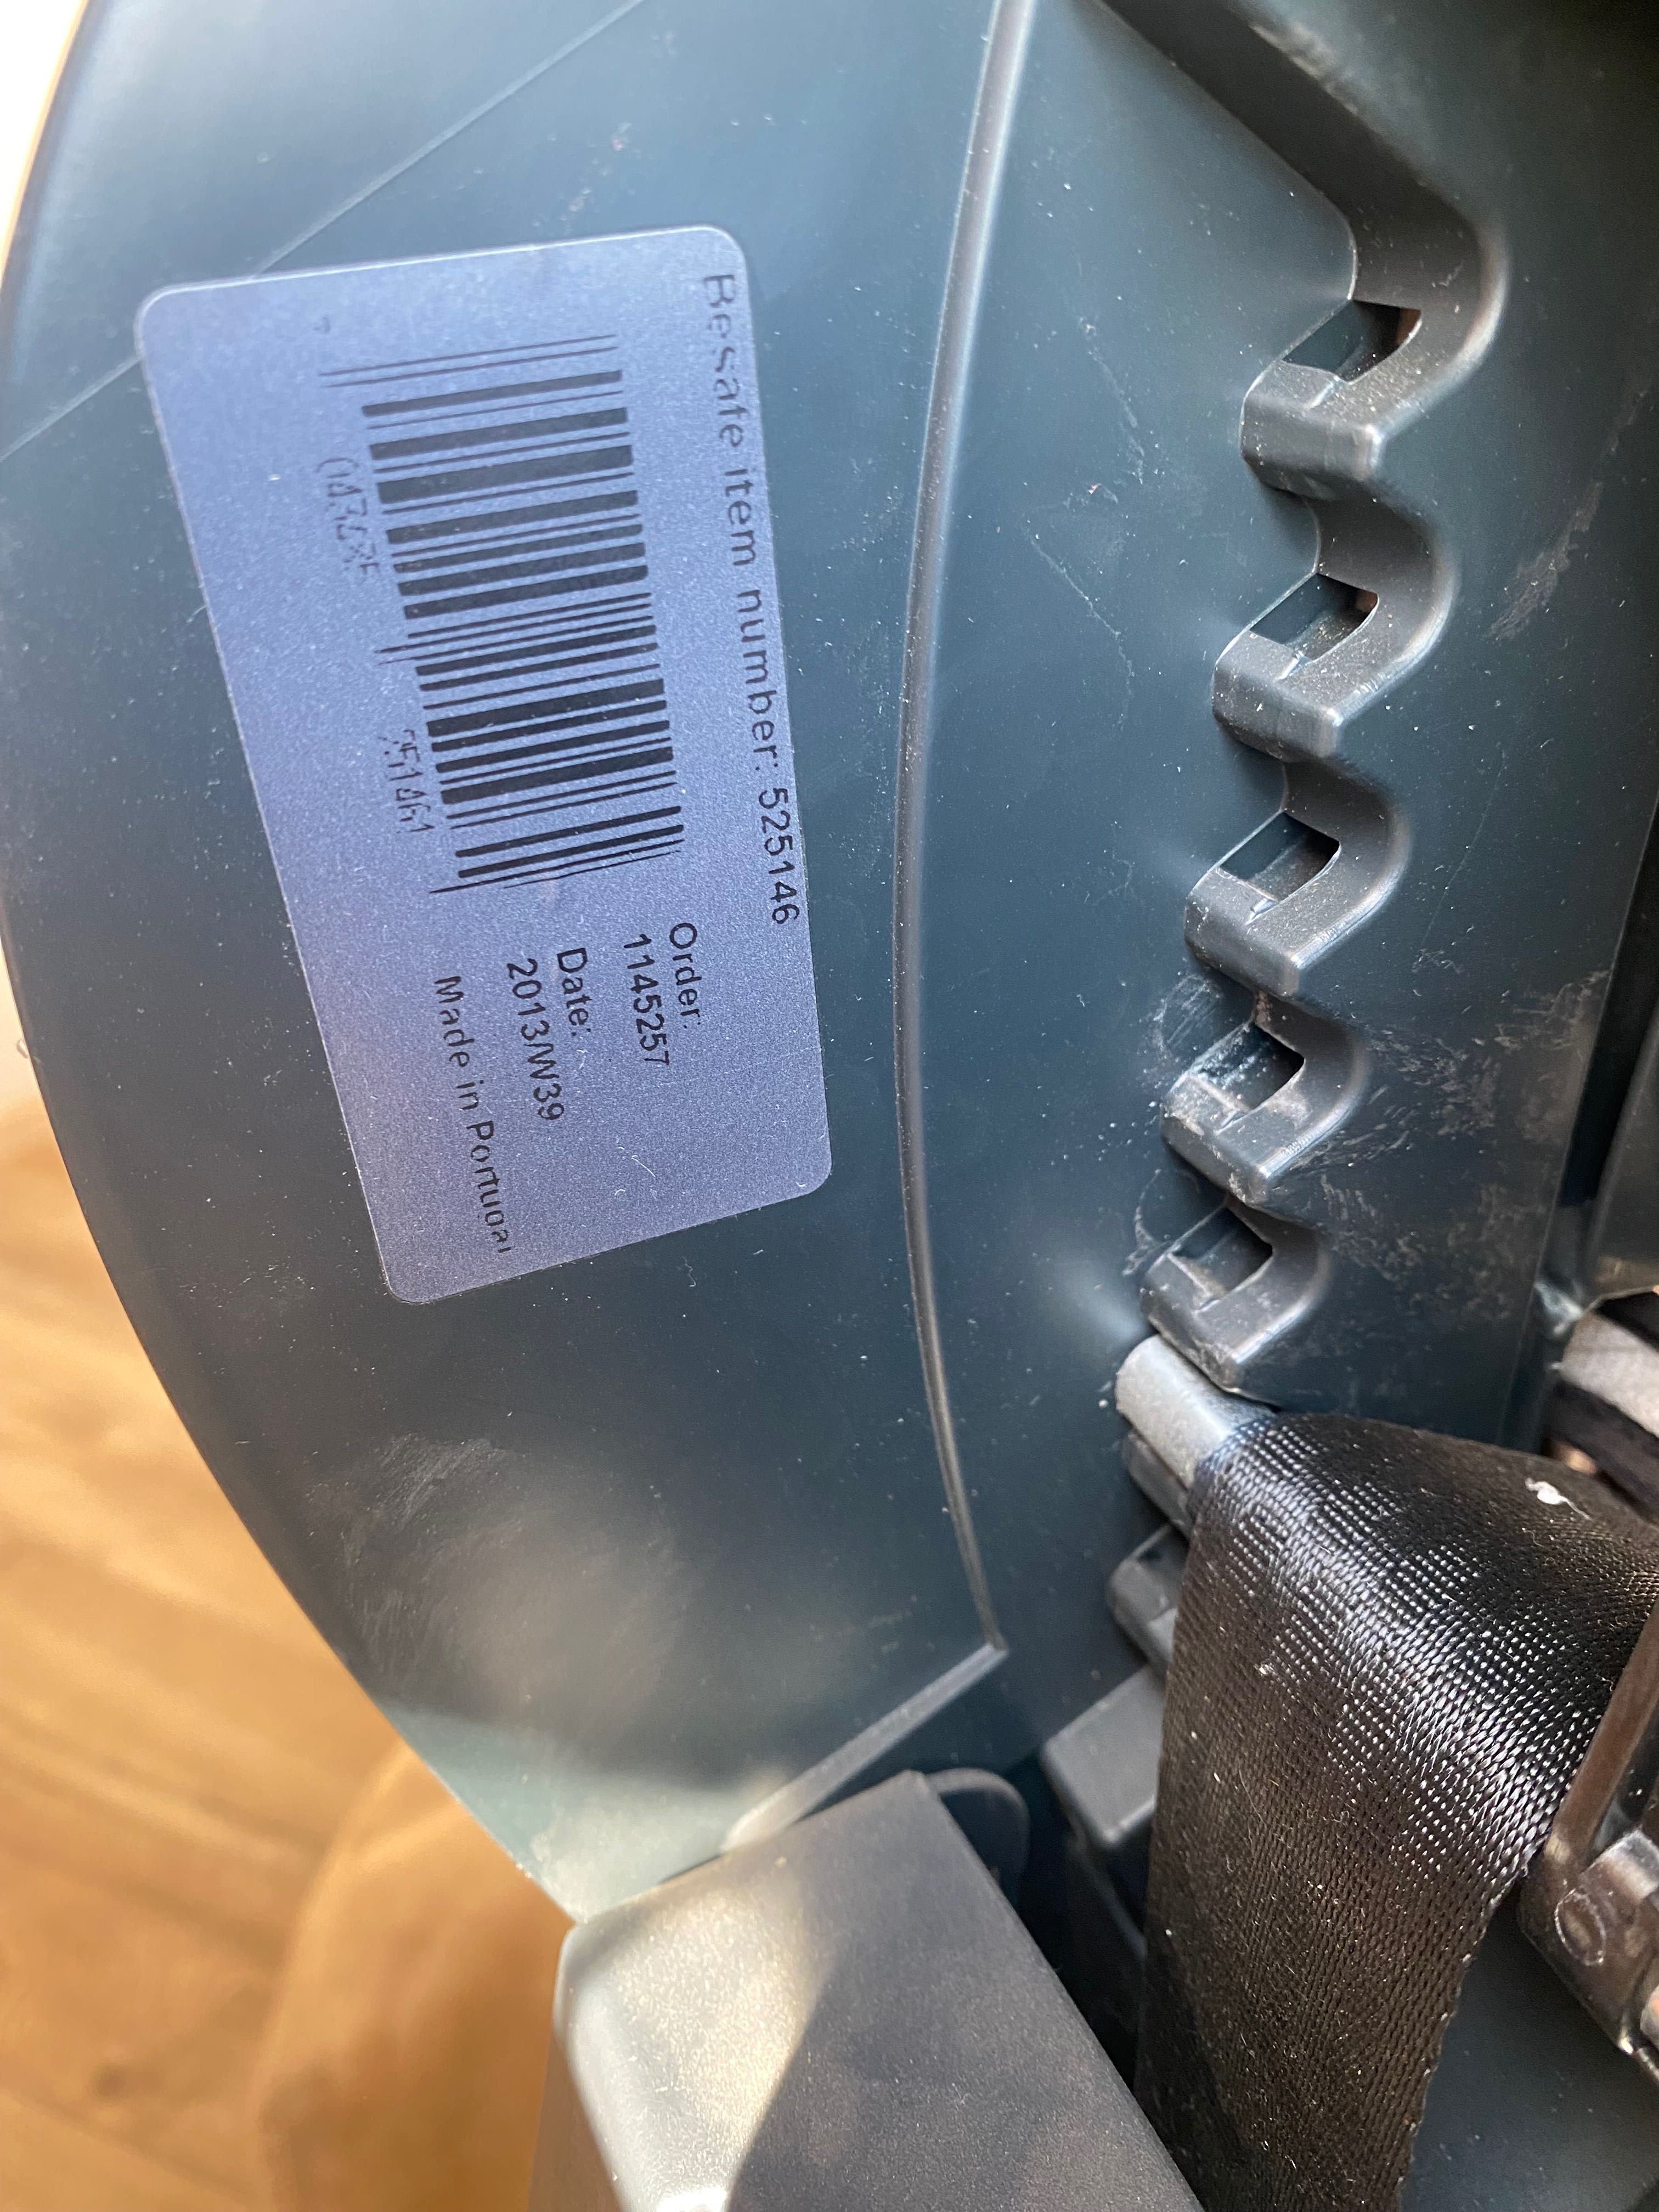 Besafe item number: 525146
Order:
1145257
Date:
2013/W39
Made in Portugal